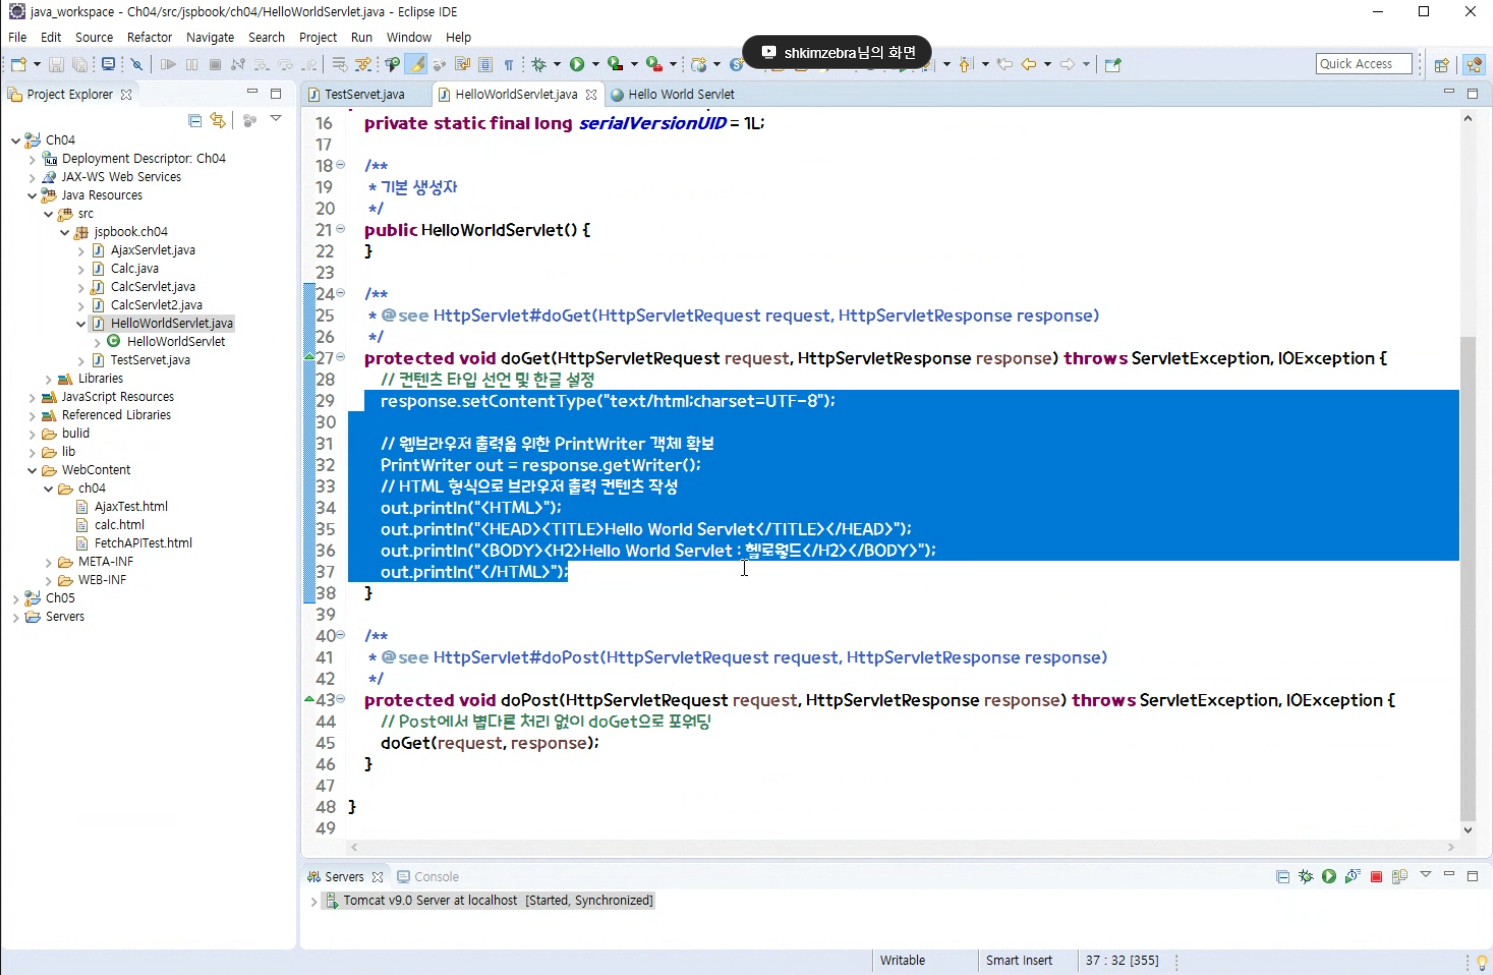 java_workspace - Ch04/src/jspbook/ch04/HelloWorldServlet.java - Eclipse IDE
File Edit Source Refactor Navigate Search Project Run Window Help
shkimzebra님의 화면
Quick Access
Project Explorer
TestServet.java
HelloWorldServlet.java
Hello World Servlet
Ch04
Deployment Descriptor: Ch04
JAX-WS Web Services
Java Resources
src
jspbook.ch04
AjaxServlet.java
Calc.java
CalcServlet.java
CalcServlet2.java
HelloWorldServlet.java
HelloWorldServlet
TestServet.java
Libraries
JavaScript Resources
Referenced Libraries
bulid
lib
WebContent
ch04
AjaxTest.html
calc.html
FetchAPITest.html
META-INF
WEB-INF
Ch05
Servers
16 private static final long serialVersionUID = 1L;
17
18 /**
19 * 기본 생성자
20 */
21 public HelloWorldServlet() {
22 }
23
24 /**
25 * @see HttpServlet#doGet(HttpServletRequest request, HttpServletResponse response)
26 */
27 protected void doGet(HttpServletRequest request, HttpServletResponse response) throws ServletException, IOException {
28 // 컨텐츠 타입 선언 및 한글 설정
29 response.setContentType("text/html;charset=UTF-8");
30
31 // 웹브라우저 출력을 위한 PrintWriter 객체 확보
32 PrintWriter out = response.getWriter();
33 // HTML 형식으로 브라우저 출력 컨텐츠 작성
34 out.println("<HTML>");
35 out.println("<HEAD><TITLE>Hello World Servlet</TITLE></HEAD>");
36 out.println("<BODY><H2>Hello World Servlet : 헬로월드</H2></BODY>");
37 out.println("</HTML>");
38 }
39
40 /**
41 * @see HttpServlet#doPost(HttpServletRequest request, HttpServletResponse response)
42 */
43 protected void doPost(HttpServletRequest request, HttpServletResponse response) throws ServletException, IOException {
44 // Post에서 별다른 처리 없이 doGet으로 포워딩
45 doGet(request, response);
46 }
47
48 }
49
Servers
Console
Tomcat v9.0 Server at localhost [Started, Synchronized]
Writable
Smart Insert
37 : 32 [355]